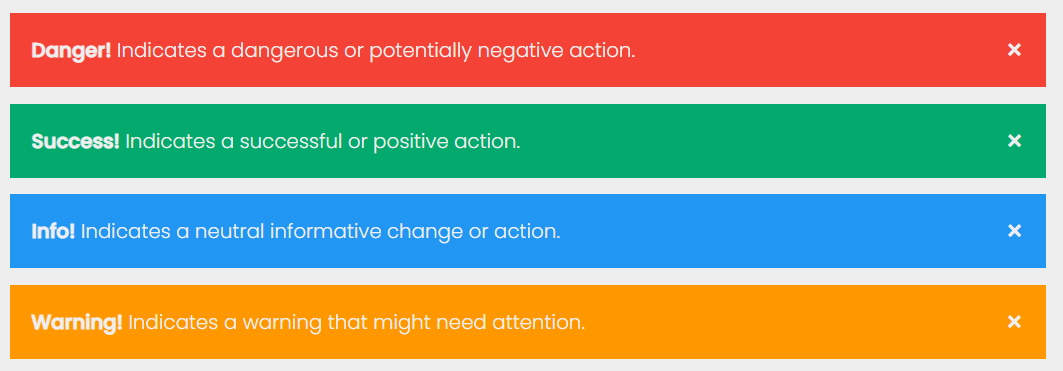 Danger! Indicates a dangerous or potentially negative action. ×
Success! Indicates a successful or positive action. ×
Info! Indicates a neutral informative change or action. ×
Warning! Indicates a warning that might need attention. ×